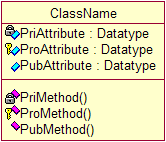 ClassName
PriAttribute : Datatype
ProAttribute : Datatype
PubAttribute : Datatype
PriMethod()
ProMethod()
PubMethod()